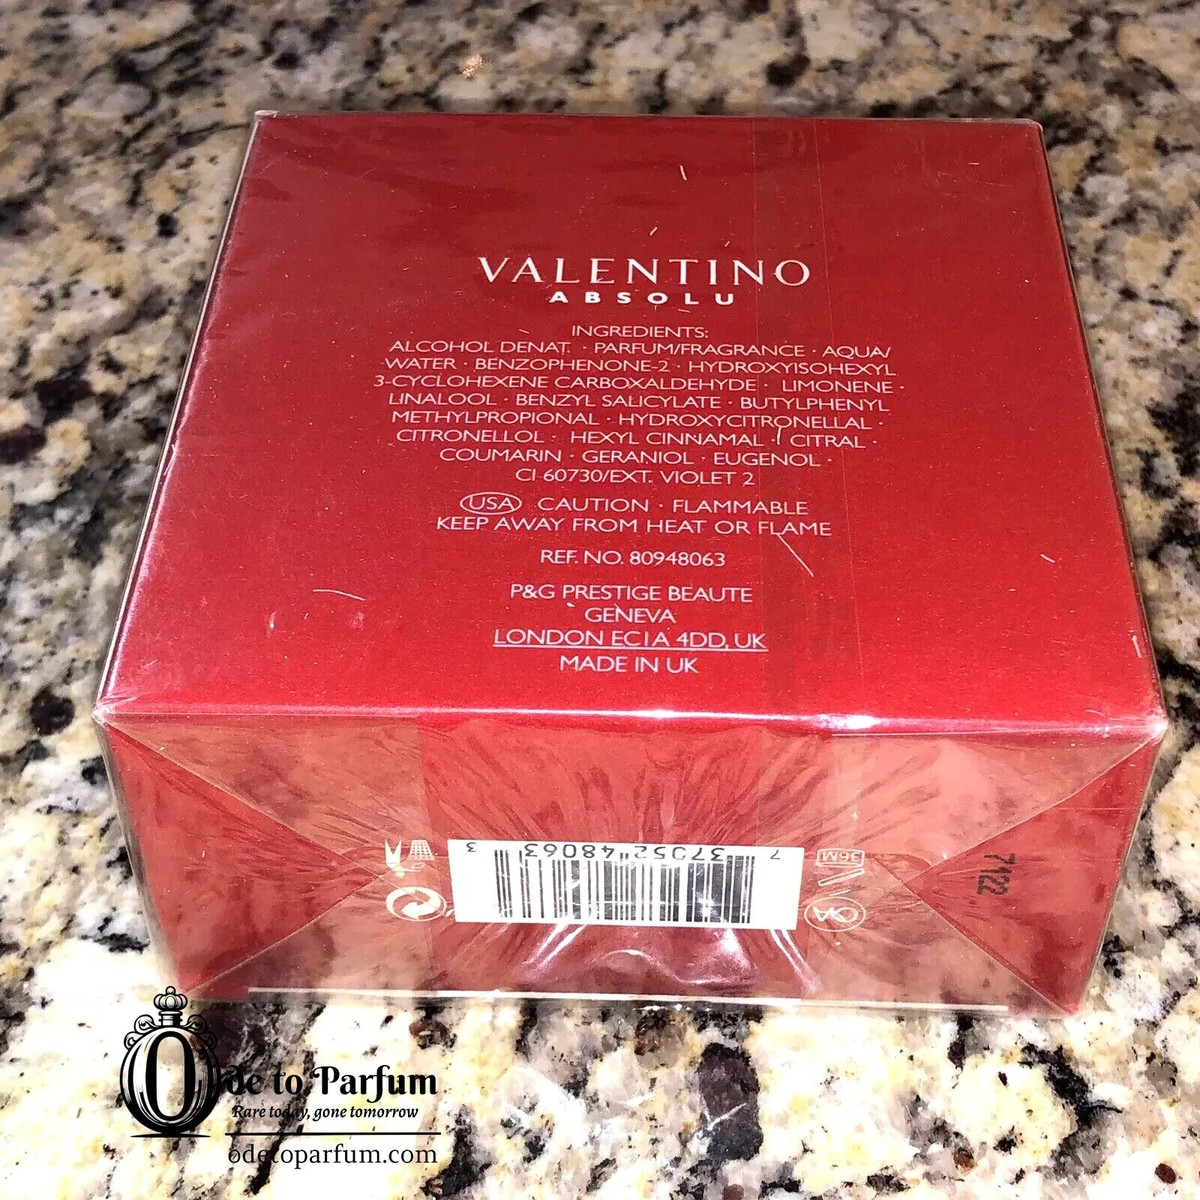 VALENTINO
ABSOLU
INGREDIENTS:
ALCOHOL DENAT. · PARFUM/FRAGRANCE · AQUA/
WATER · BENZOPHENONE-2 · HYDROXYISOHEXYL
3-CYCLOHEXENE CARBOXALDEHYDE · LIMONENE ·
LINALOOL · BENZYL SALICYLATE · BUTYLPHENYL
METHYLPROPIONAL · HYDROXYCITRONELLAL ·
CITRONELLOL · HEXYL CINNAMAL · CITRAL ·
COUMARIN · GERANIOL · EUGENOL ·
CI 60730/EXT. VIOLET 2
USA CAUTION · FLAMMABLE
KEEP AWAY FROM HEAT OR FLAME
REF. NO. 80948063
P&G PRESTIGE BEAUTE
GENEVA
LONDON EC1A 4DD, UK
MADE IN UK
7 37052 48063 3
36M
7122
Ode to Parfum
Rare today, gone tomorrow
odetoparfum.com